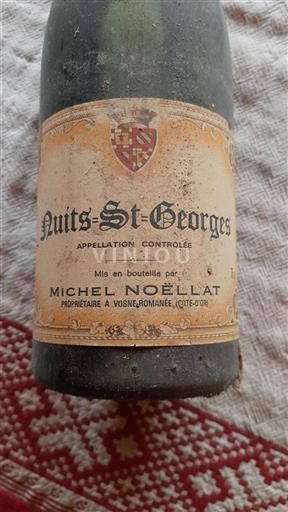 Nuits=St=Georges
APPELLATION CONTROLÉE
VINIOU
Mis en bouteille par
MICHEL NOËLLAT
PROPRIÉTAIRE A VOSNE-ROMANÉE (CÔTE-D'OR)